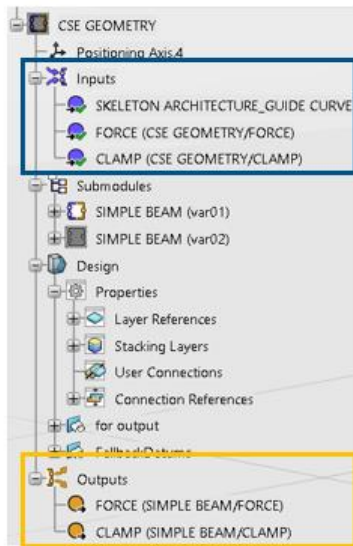 CSE GEOMETRY
Positioning Axis.4
Inputs
SKELETON ARCHITECTURE_GUIDE CURVE
FORCE (CSE GEOMETRY/FORCE)
CLAMP (CSE GEOMETRY/CLAMP)
Submodules
SIMPLE BEAM (var01)
SIMPLE BEAM (var02)
Design
Properties
Layer References
Stacking Layers
User Connections
Connection References
for output
FallbackDatums
Outputs
FORCE (SIMPLE BEAM/FORCE)
CLAMP (SIMPLE BEAM/CLAMP)